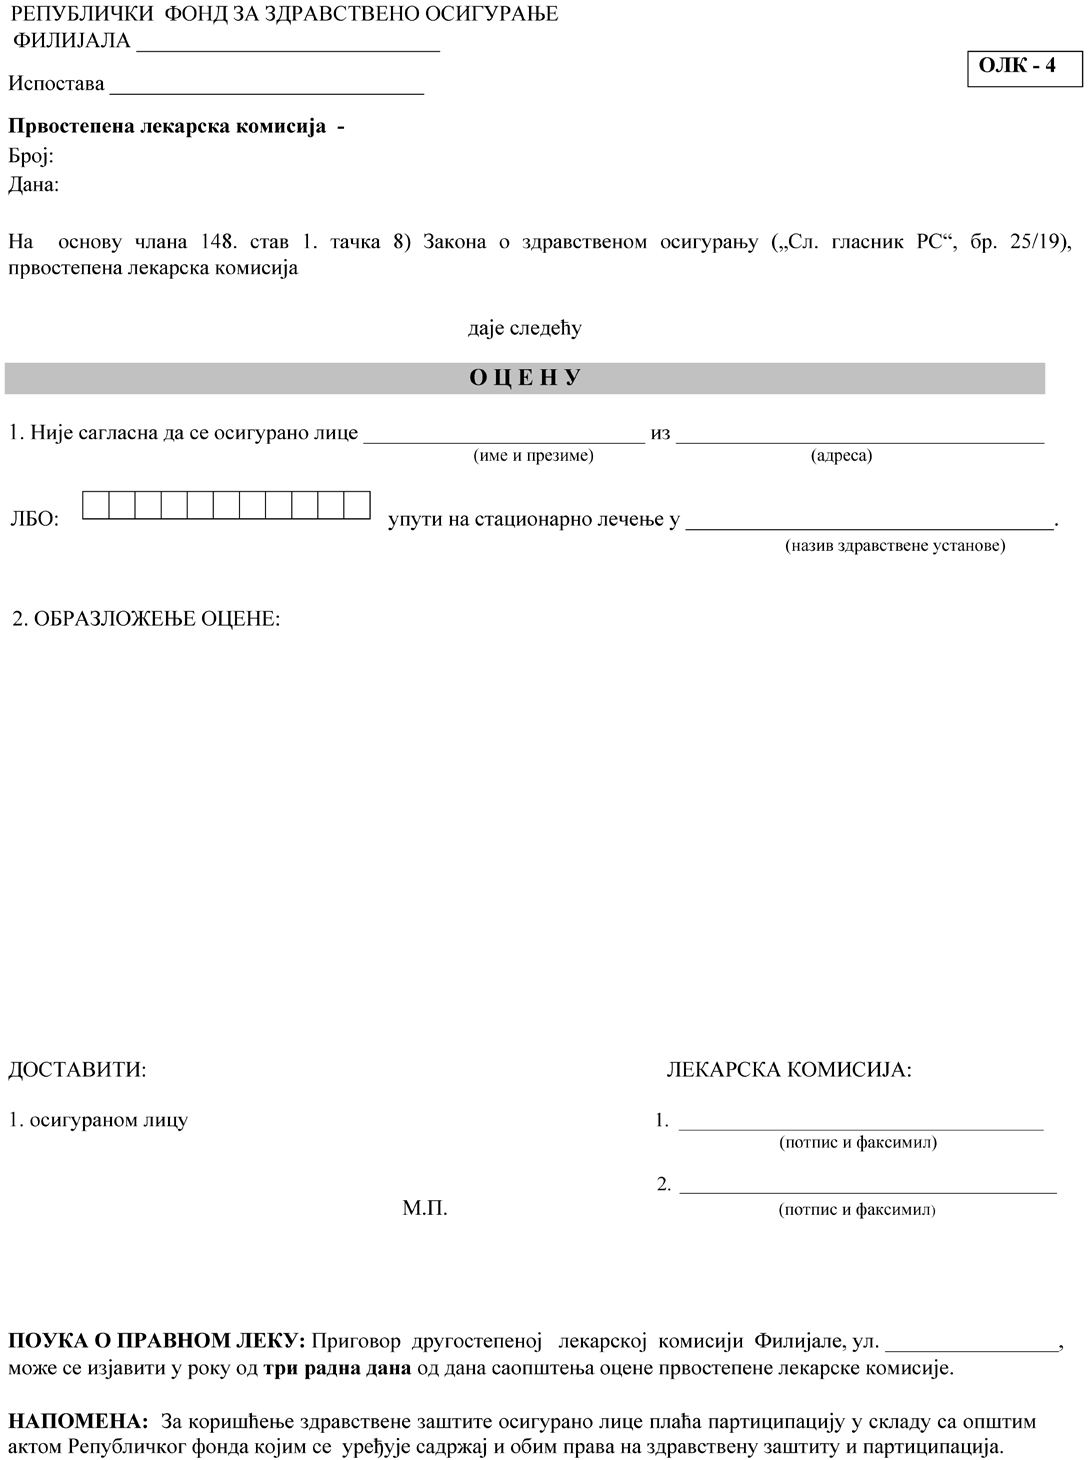 РЕПУБЛИЧКИ ФОНД ЗА ЗДРАВСТВЕНО ОСИГУРАЊЕ
ФИЛИЈАЛА ____________________________
ОЛК - 4
Испостава _____________________________
Првостепена лекарска комисија -
Број:
Дана:
На основу члана 148. став 1. тачка 8) Закона о здравственом осигурању („Сл. гласник РС“, бр. 25/19),
првостепена лекарска комисија
даје следећу
О Ц Е Н У
1. Није сагласна да се осигурано лице __________________________ из __________________________________
(име и презиме) (адреса)
ЛБО: упути на стационарно лечење у __________________________________.
(назив здравствене установе)
2. ОБРАЗЛОЖЕЊЕ ОЦЕНЕ:
ДОСТАВИТИ: ЛЕКАРСКА КОМИСИЈА:
1. осигураном лицу 1. __________________________________
(потпис и факсимил)
2. ___________________________________
М.П. (потпис и факсимил)
ПОУКА О ПРАВНОМ ЛЕКУ: Приговор другостепеној лекарској комисији Филијале, ул. ________________,
може се изјавити у року од три радна дана од дана саопштења оцене првостепене лекарске комисије.
НАПОМЕНА: За коришћење здравствене заштите осигурано лице плаћа партиципацију у складу са општим
актом Републичког фонда којим се уређује садржај и обим права на здравствену заштиту и партиципација.